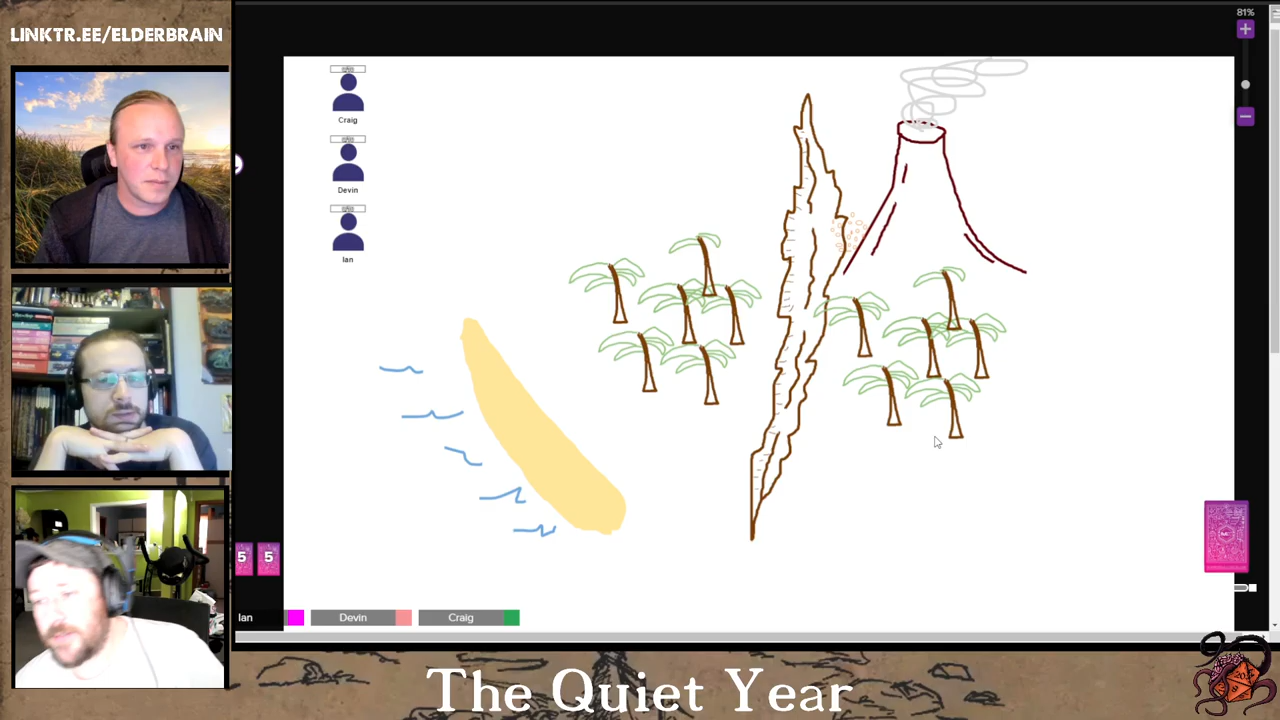 LINKTR.EE/ELDERBRAIN
81%
Craig
Devin
Ian
5 5
Ian Devin Craig
The Quiet Year